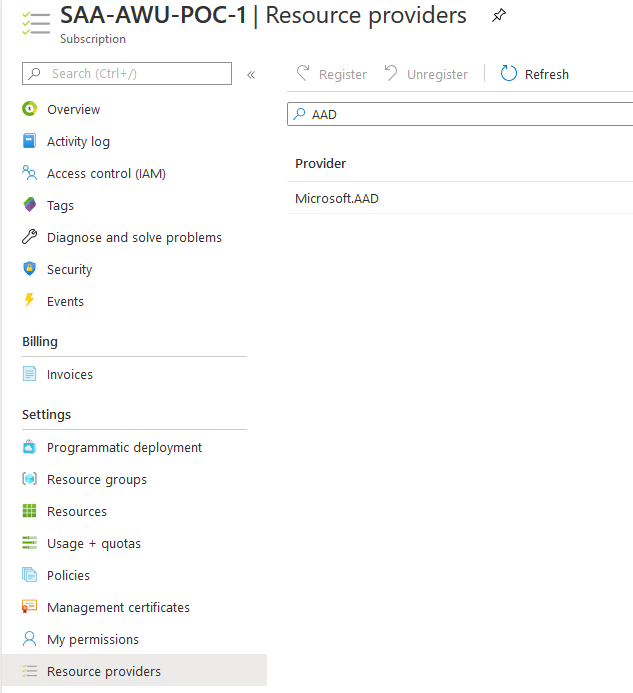 SAA-AWU-POC-1 | Resource providers
Subscription
Search (Ctrl+/)
«
Overview
Activity log
Access control (IAM)
Tags
Diagnose and solve problems
Security
Events
Billing
Invoices
Settings
Programmatic deployment
Resource groups
Resources
Usage + quotas
Policies
Management certificates
My permissions
Resource providers
Register
Unregister
Refresh
AAD
Provider
Microsoft.AAD